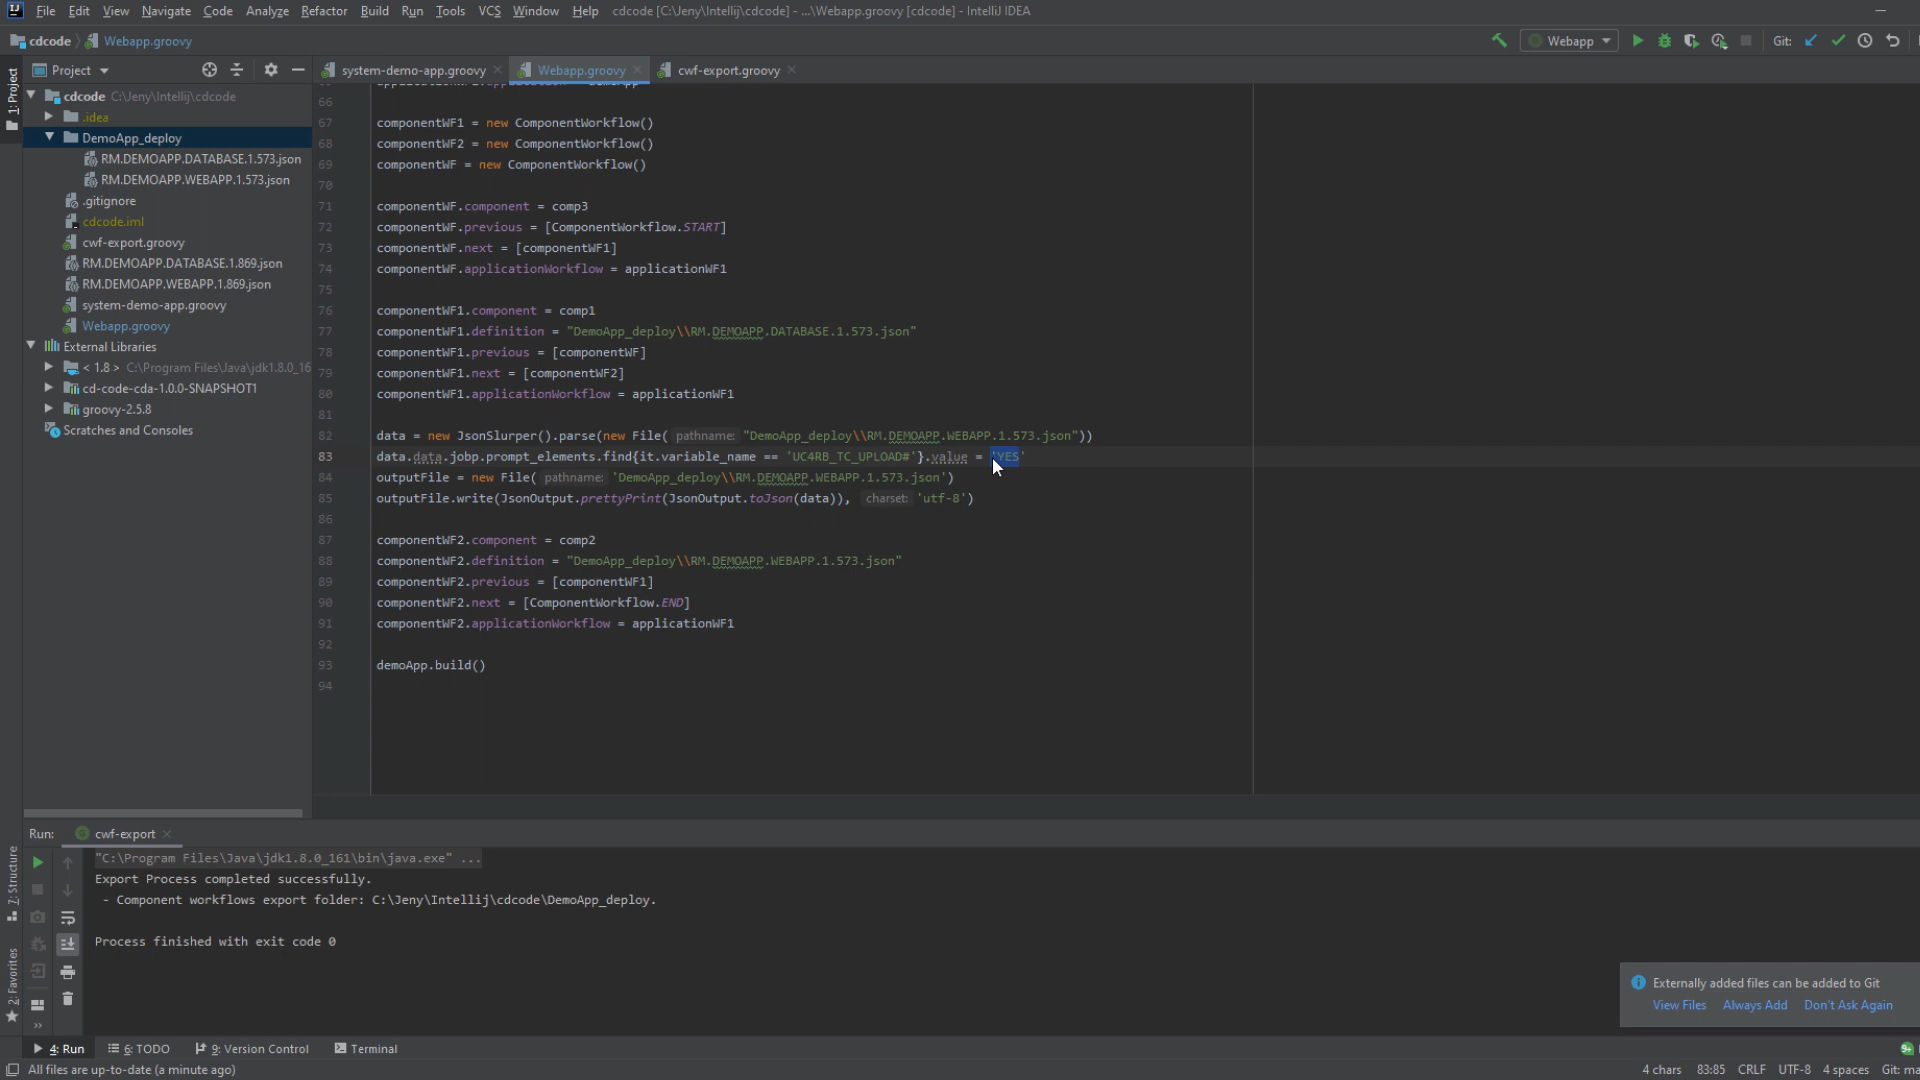 File Edit View Navigate Code Analyze Refactor Build Run Tools VCS Window Help cdcode [C:\Jeny\Intellij\cdcode] - ...\Webapp.groovy [cdcode] - IntelliJ IDEA
cdcode Webapp.groovy Webapp Git:
1: Project
Project system-demo-app.groovy Webapp.groovy cwf-export.groovy
cdcode C:\Jeny\Intellij\cdcode
.idea
DemoApp_deploy
RM.DEMOAPP.DATABASE.1.573.json
RM.DEMOAPP.WEBAPP.1.573.json
.gitignore
cdcode.iml
cwf-export.groovy
RM.DEMOAPP.DATABASE.1.869.json
RM.DEMOAPP.WEBAPP.1.869.json
system-demo-app.groovy
Webapp.groovy
External Libraries
< 1.8 > C:\Program Files\Java\jdk1.8.0_16
cd-code-cda-1.0.0-SNAPSHOT1
groovy-2.5.8
Scratches and Consoles
66
67 componentWF1 = new ComponentWorkflow()
68 componentWF2 = new ComponentWorkflow()
69 componentWF = new ComponentWorkflow()
70
71 componentWF.component = comp3
72 componentWF.previous = [ComponentWorkflow.START]
73 componentWF.next = [componentWF1]
74 componentWF.applicationWorkflow = applicationWF1
75
76 componentWF1.component = comp1
77 componentWF1.definition = "DemoApp_deploy\\RM.DEMOAPP.DATABASE.1.573.json"
78 componentWF1.previous = [componentWF]
79 componentWF1.next = [componentWF2]
80 componentWF1.applicationWorkflow = applicationWF1
81
82 data = new JsonSlurper().parse(new File( pathname: "DemoApp_deploy\\RM.DEMOAPP.WEBAPP.1.573.json"))
83 data.data.jobp.prompt_elements.find{it.variable_name == 'UC4RB_TC_UPLOAD#'}.value = 'YES'
84 outputFile = new File( pathname: 'DemoApp_deploy\\RM.DEMOAPP.WEBAPP.1.573.json')
85 outputFile.write(JsonOutput.prettyPrint(JsonOutput.toJson(data)), charset: 'utf-8')
86
87 componentWF2.component = comp2
88 componentWF2.definition = "DemoApp_deploy\\RM.DEMOAPP.WEBAPP.1.573.json"
89 componentWF2.previous = [componentWF1]
90 componentWF2.next = [ComponentWorkflow.END]
91 componentWF2.applicationWorkflow = applicationWF1
92
93 demoApp.build()
94
Run: cwf-export
"C:\Program Files\Java\jdk1.8.0_161\bin\java.exe" ...
Export Process completed successfully.
- Component workflows export folder: C:\Jeny\Intellij\cdcode\DemoApp_deploy.
Process finished with exit code 0
7: Structure
2: Favorites
Externally added files can be added to Git
View Files Always Add Don't Ask Again
4: Run 6: TODO 9: Version Control Terminal
9+
All files are up-to-date (a minute ago) 4 chars 83:85 CRLF UTF-8 4 spaces Git: ma